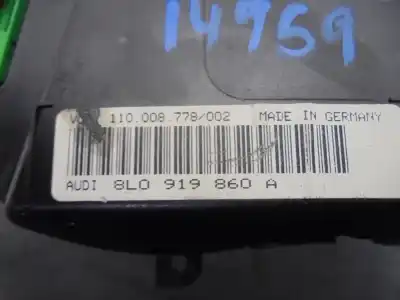 14959
110.008.778/002 MADE IN GERMANY
AUDI 8L0 919 860 A